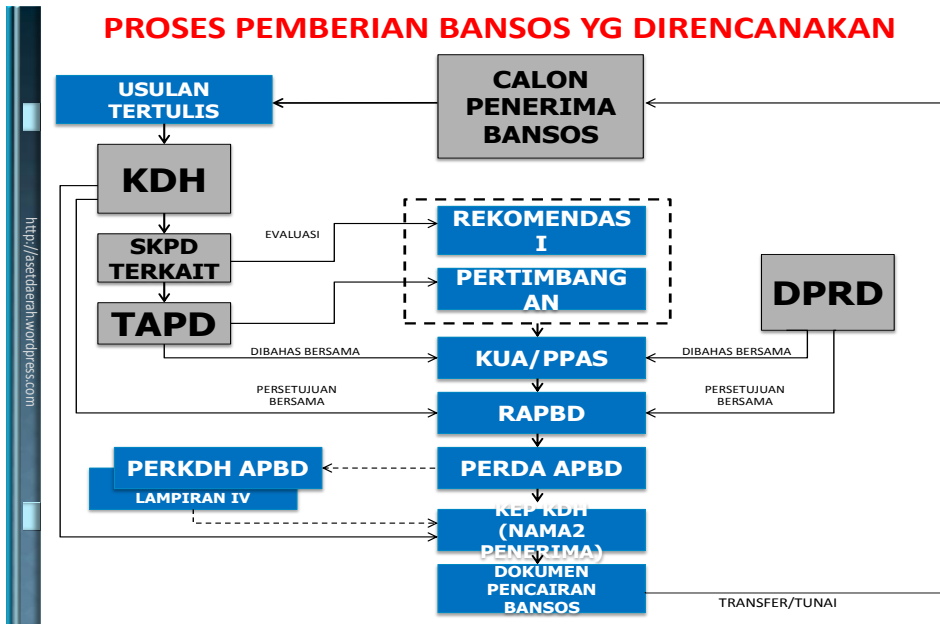 PROSES PEMBERIAN BANSOS YG DIRENCANAKAN
USULAN
TERTULIS
CALON
PENERIMA
BANSOS
KDH
SKPD
TERKAIT
TAPD
EVALUASI
REKOMENDAS
I
PERTIMBANG
AN
DPRD
DIBAHAS BERSAMA
KUA/PPAS
DIBAHAS BERSAMA
PERSETUJUAN
BERSAMA
RAPBD
PERSETUJUAN
BERSAMA
PERKDH APBD
LAMPIRAN IV
PERDA APBD
KEP KDH
(NAMA2
PENERIMA)
DOKUMEN
PENCAIRAN
BANSOS
TRANSFER/TUNAI
http://asetdaerah.wordpress.com